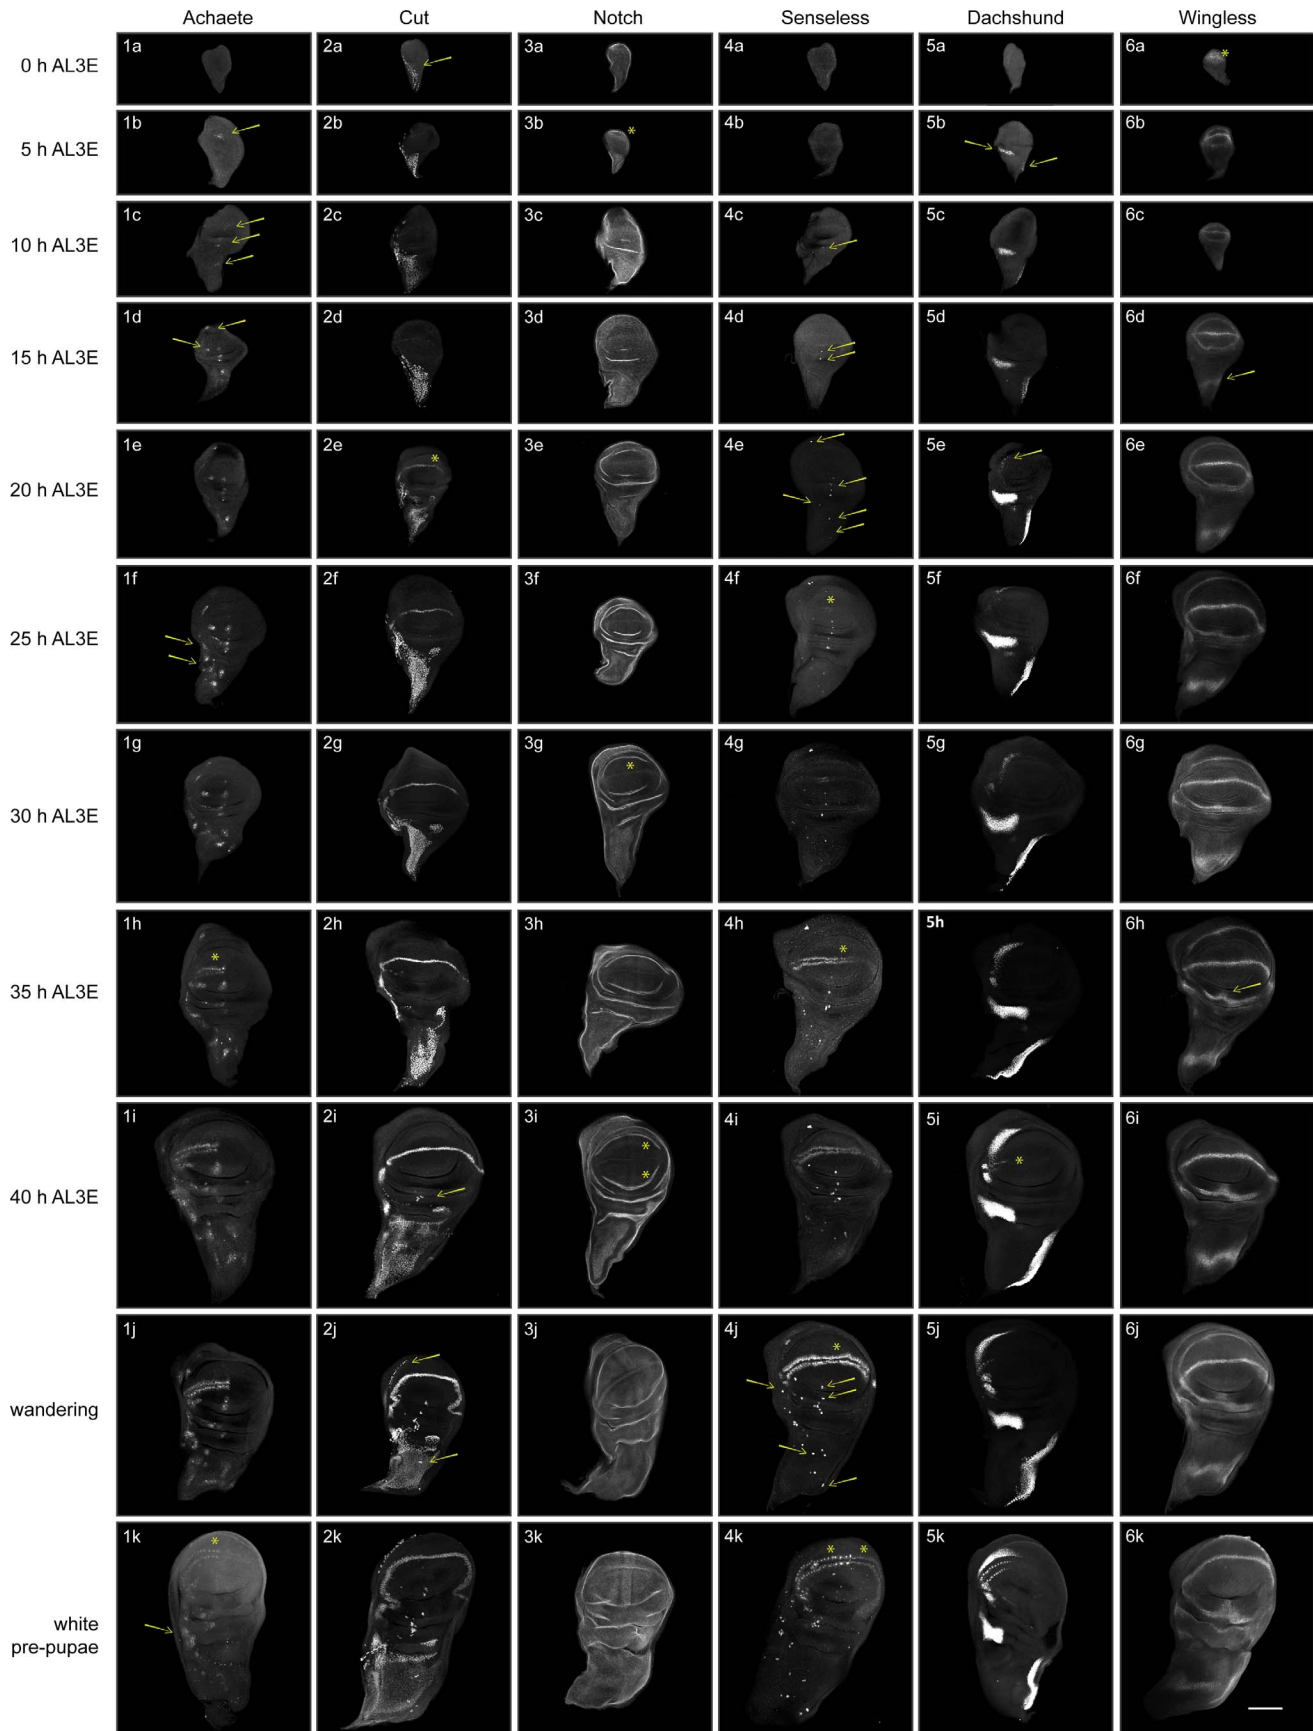 Achaete Cut Notch Senseless Dachshund Wingless
0 h AL3E 1a 2a 3a 4a 5a 6a
5 h AL3E 1b 2b 3b 4b 5b 6b
10 h AL3E 1c 2c 3c 4c 5c 6c
15 h AL3E 1d 2d 3d 4d 5d 6d
20 h AL3E 1e 2e 3e 4e 5e 6e
25 h AL3E 1f 2f 3f 4f 5f 6f
30 h AL3E 1g 2g 3g 4g 5g 6g
35 h AL3E 1h 2h 3h 4h 5h 6h
40 h AL3E 1i 2i 3i 4i 5i 6i
wandering 1j 2j 3j 4j 5j 6j
white
pre-pupae 1k 2k 3k 4k 5k 6k